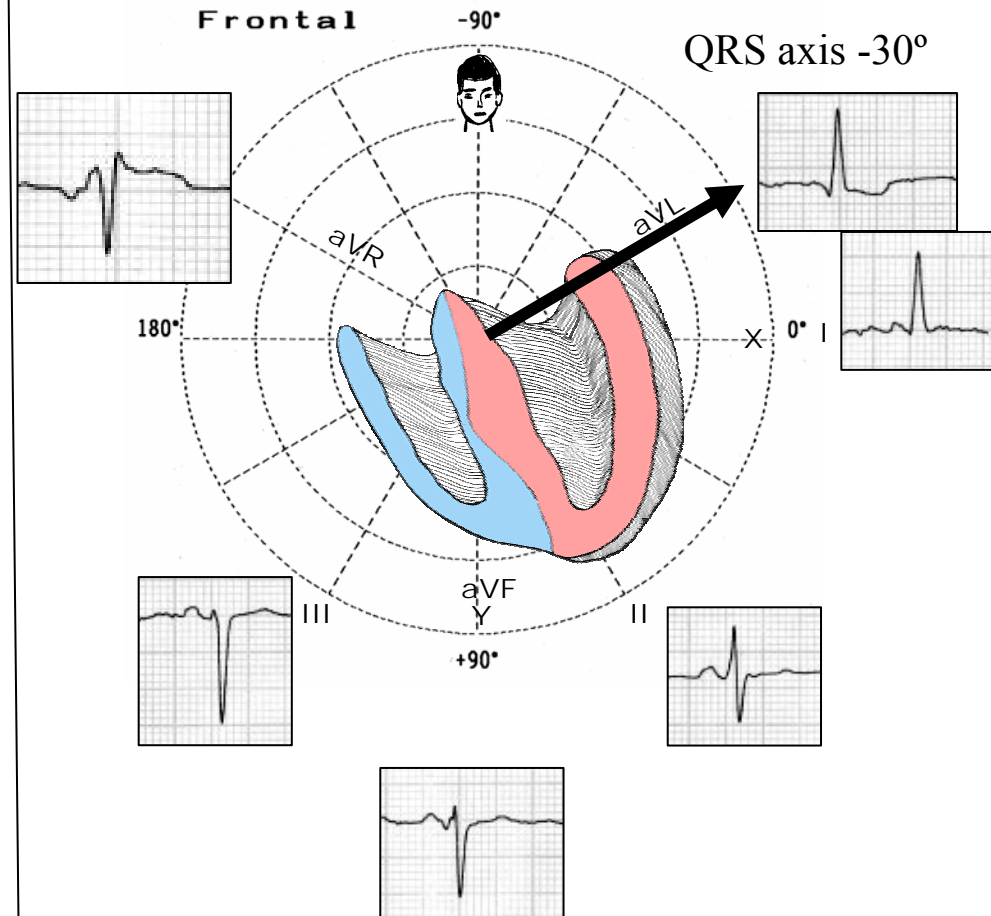 Frontal
-90°
QRS axis -30º
aVR
aVL
180°
X
0°
I
III
aVF
Y
II
+90°